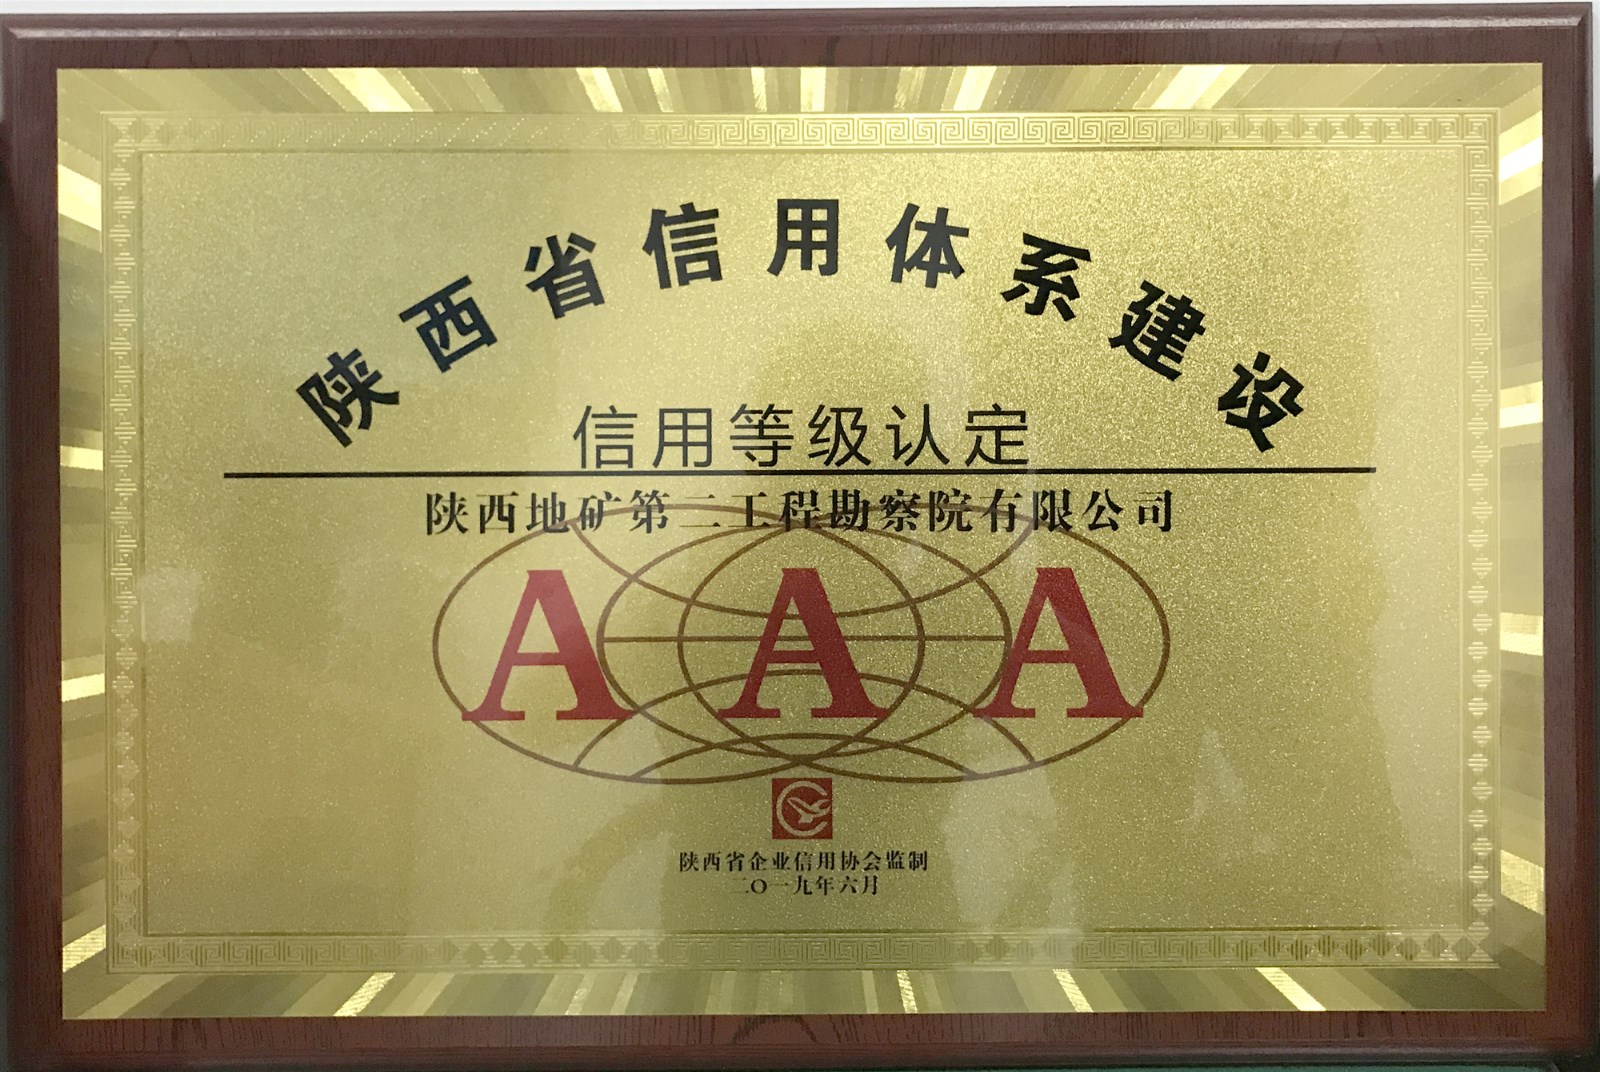 陕西省信用体系建设
信用等级认定
陕西地矿第二工程勘察院有限公司
AAA
陕西省企业信用协会监制
二〇一九年六月